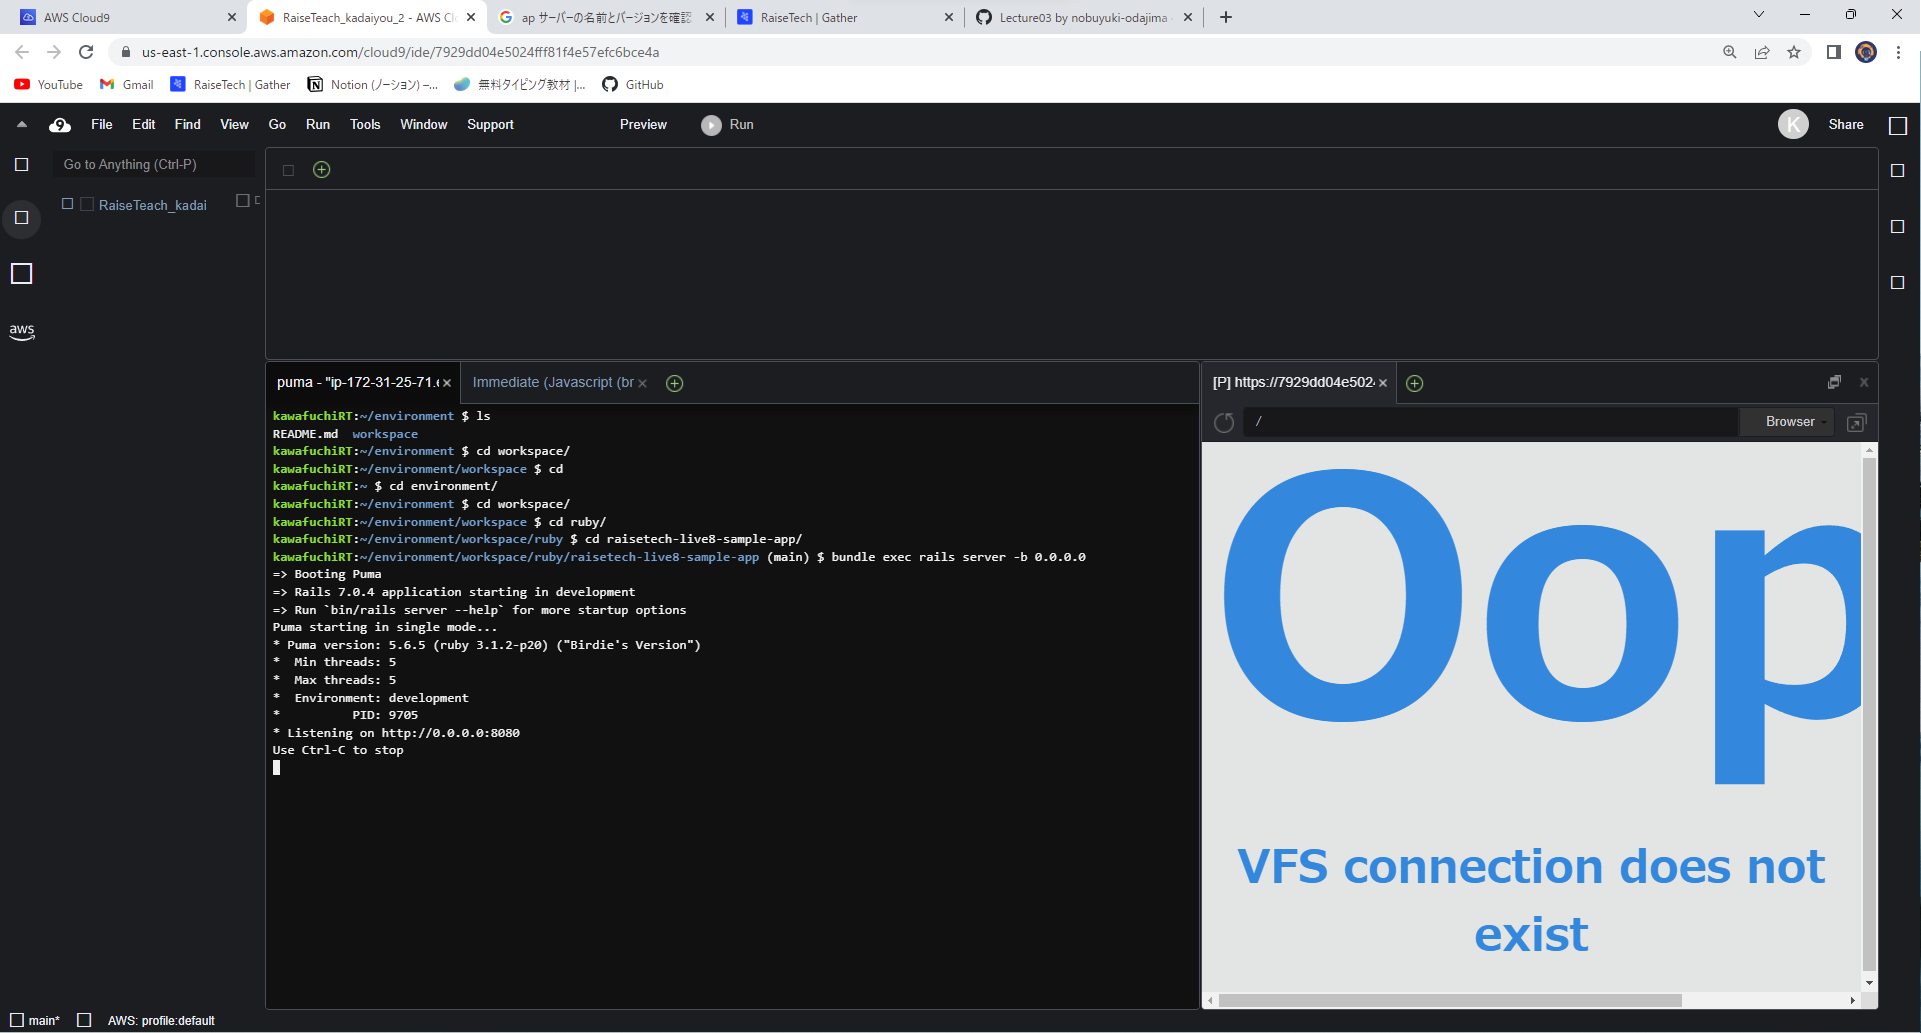 AWS Cloud9
RaiseTeach_kadaiyou_2 - AWS Clo
ap サーバーの名前とバージョンを確認
RaiseTech | Gather
Lecture03 by nobuyuki-odajima
us-east-1.console.aws.amazon.com/cloud9/ide/7929dd04e5024fff81f4e57efc6bce4a
YouTube
Gmail
RaiseTech | Gather
Notion (ノーション) –...
無料タイピング教材 |...
GitHub
File Edit Find View Go Run Tools Window Support Preview Run
K
Share
Go to Anything (Ctrl-P)
RaiseTeach_kadai
aws
puma - "ip-172-31-25-71.e
Immediate (Javascript (br
[P] https://7929dd04e502
/
Browser
kawafuchiRT:~/environment $ ls
README.md  workspace
kawafuchiRT:~/environment $ cd workspace/
kawafuchiRT:~/environment/workspace $ cd
kawafuchiRT:~ $ cd environment/
kawafuchiRT:~/environment $ cd workspace/
kawafuchiRT:~/environment/workspace $ cd ruby/
kawafuchiRT:~/environment/workspace/ruby $ cd raisetech-live8-sample-app/
kawafuchiRT:~/environment/workspace/ruby/raisetech-live8-sample-app (main) $ bundle exec rails server -b 0.0.0.0
=> Booting Puma
=> Rails 7.0.4 application starting in development
=> Run `bin/rails server --help` for more startup options
Puma starting in single mode...
* Puma version: 5.6.5 (ruby 3.1.2-p20) ("Birdie's Version")
*  Min threads: 5
*  Max threads: 5
*  Environment: development
*          PID: 9705
* Listening on http://0.0.0.0:8080
Use Ctrl-C to stop
Oop
VFS connection does not
exist
main*
AWS: profile:default